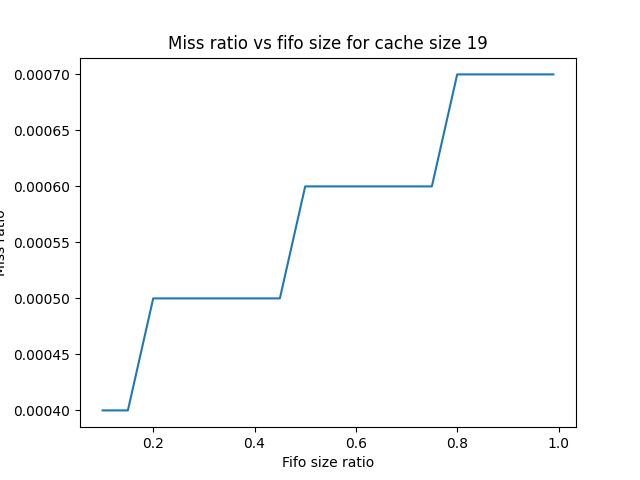 Miss ratio vs fifo size for cache size 19
0.00070
0.00065
0.00060
0.00055
0.00050
0.00045
0.00040
Miss ratio
0.2 0.4 0.6 0.8 1.0
Fifo size ratio